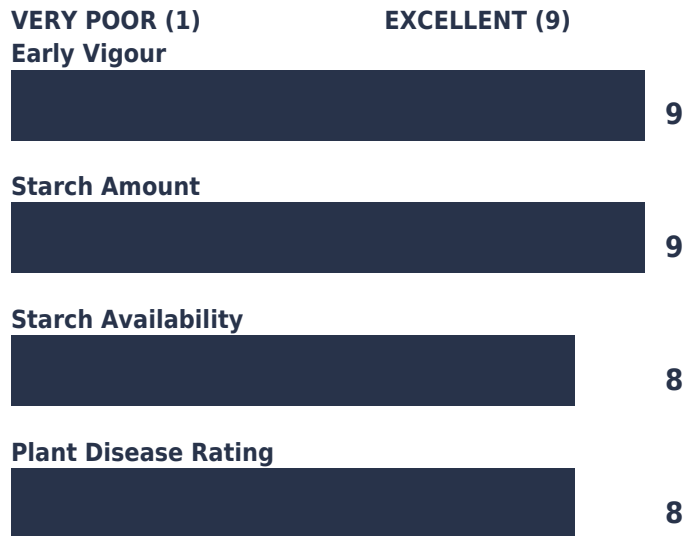 VERY POOR (1) EXCELLENT (9)
Early Vigour
9
Starch Amount
9
Starch Availability
8
Plant Disease Rating
8